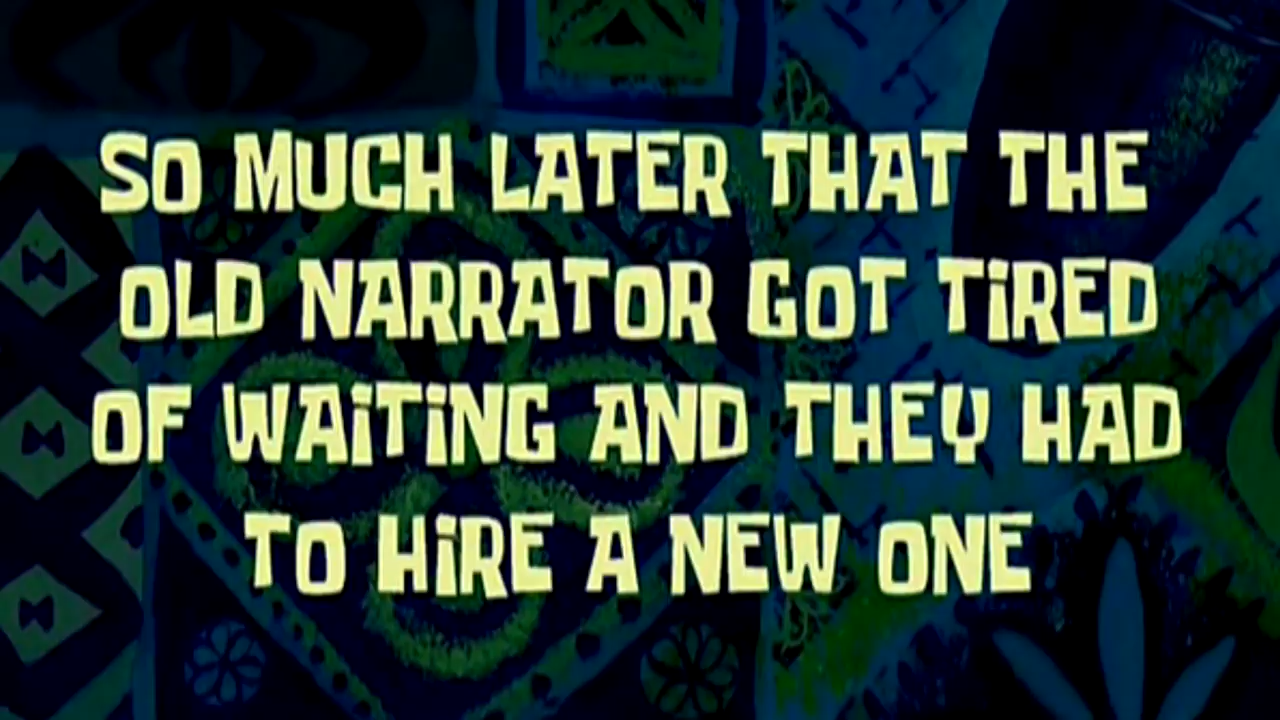 SO MUCH LATER THAT THE
OLD NARRATOR GOT TiRED
OF WAiTiNG AND THEY HAD
TO HiRE A NEW ONE